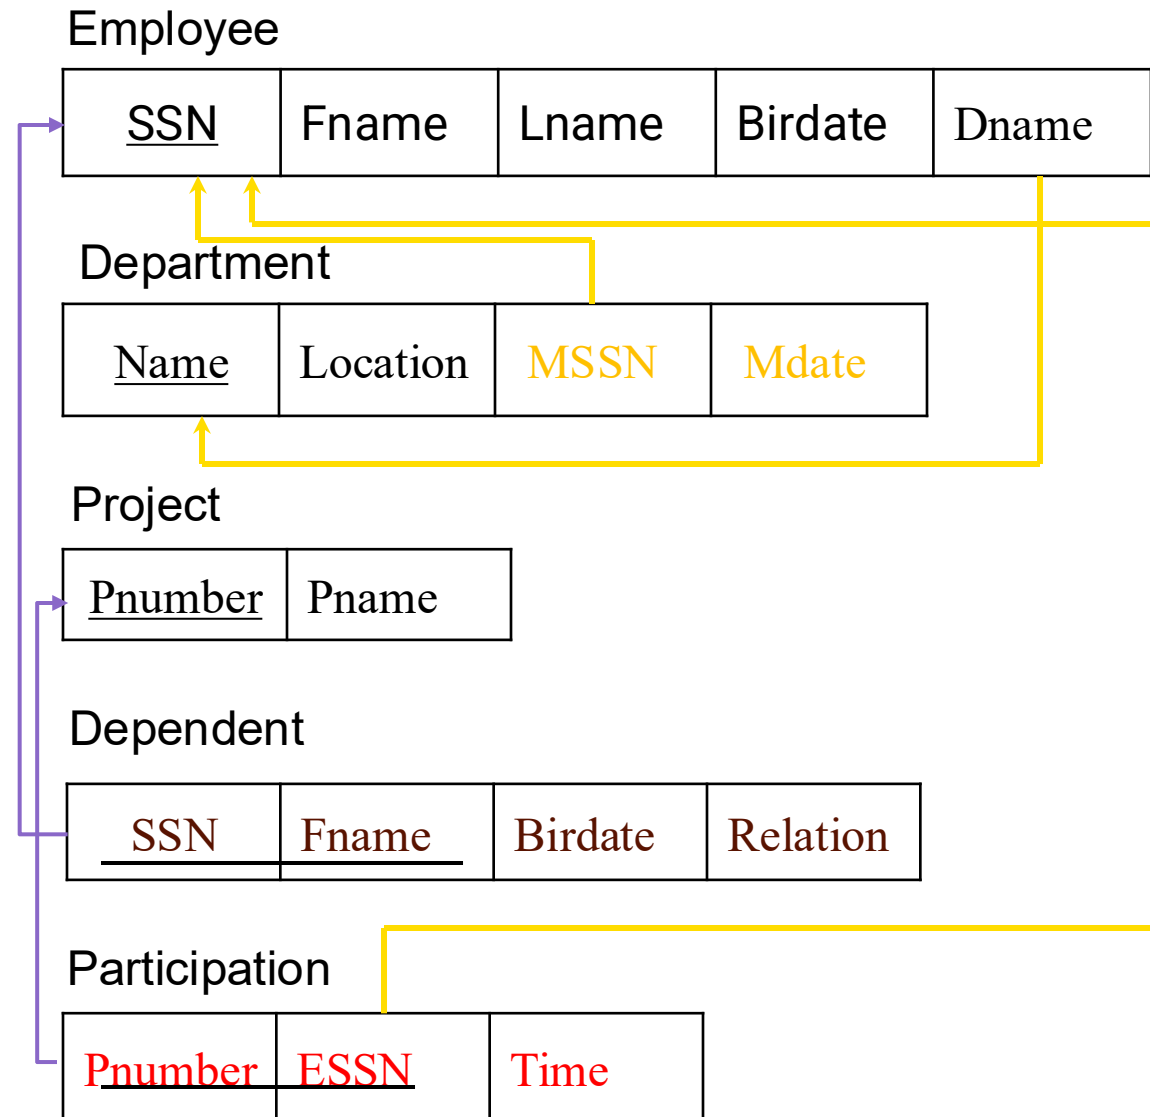 Employee
SSN Fname Lname Birdate Dname
Department
Name Location MSSN Mdate
Project
Pnumber Pname
Dependent
SSN Fname Birdate Relation
Participation
Pnumber ESSN Time